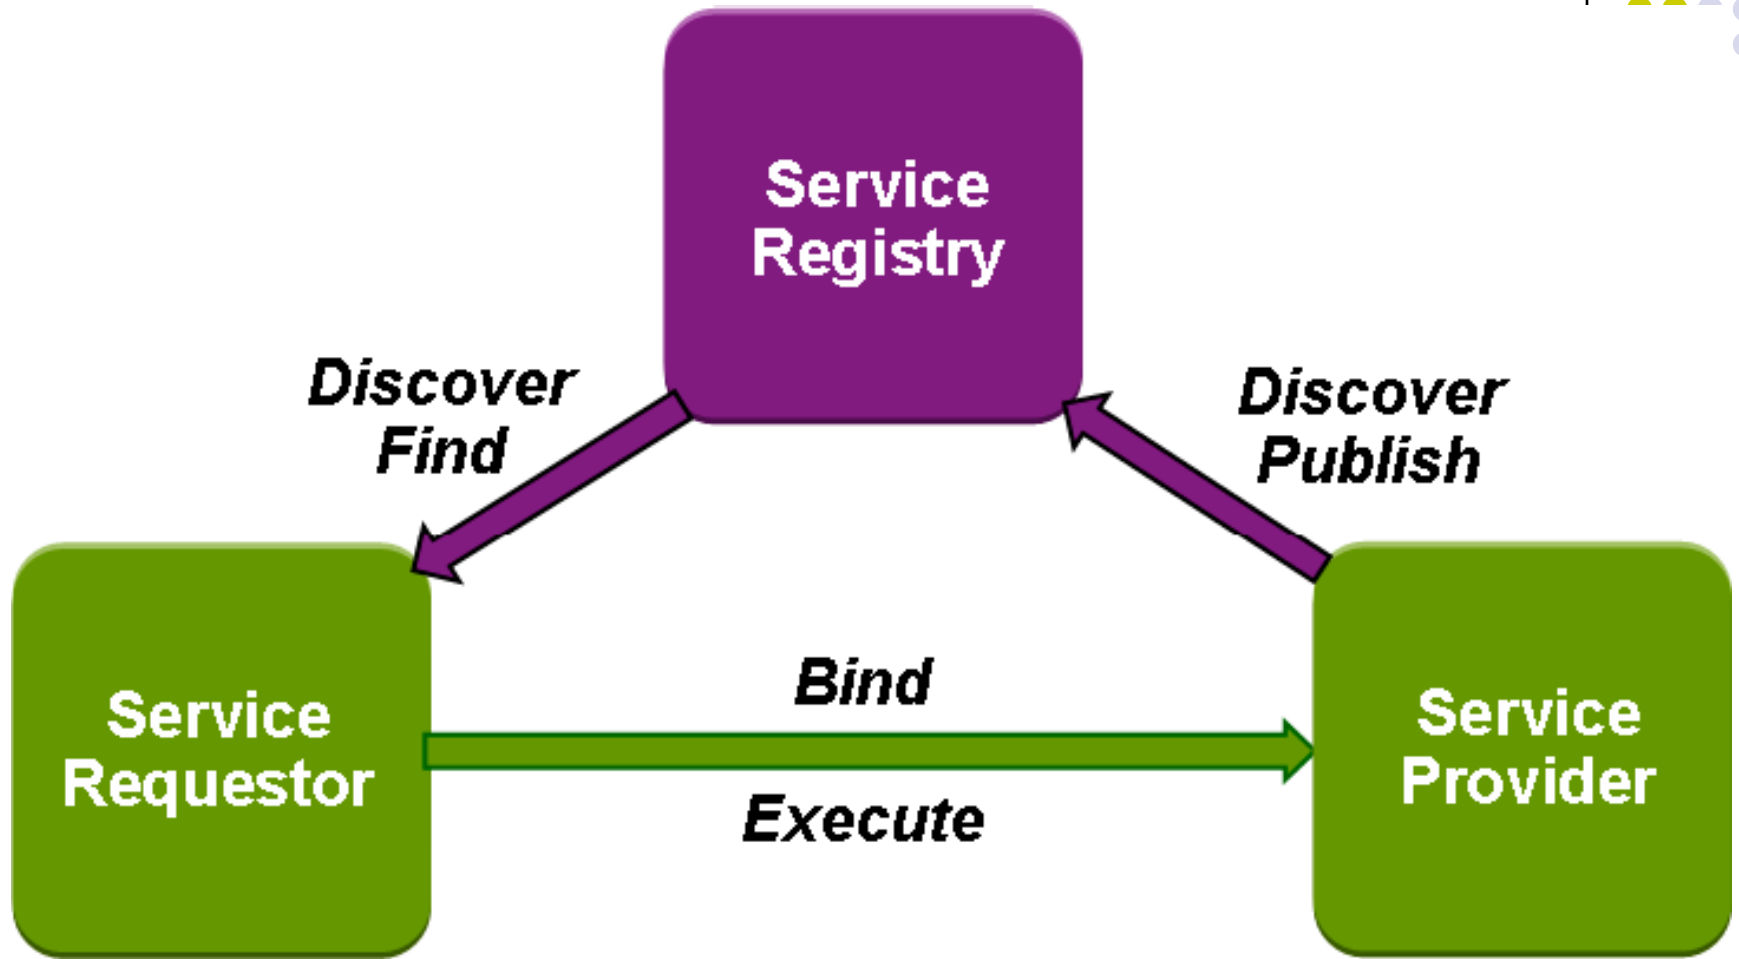 Service
Registry
Discover
Find
Discover
Publish
Bind
Execute
Service
Requestor
Service
Provider